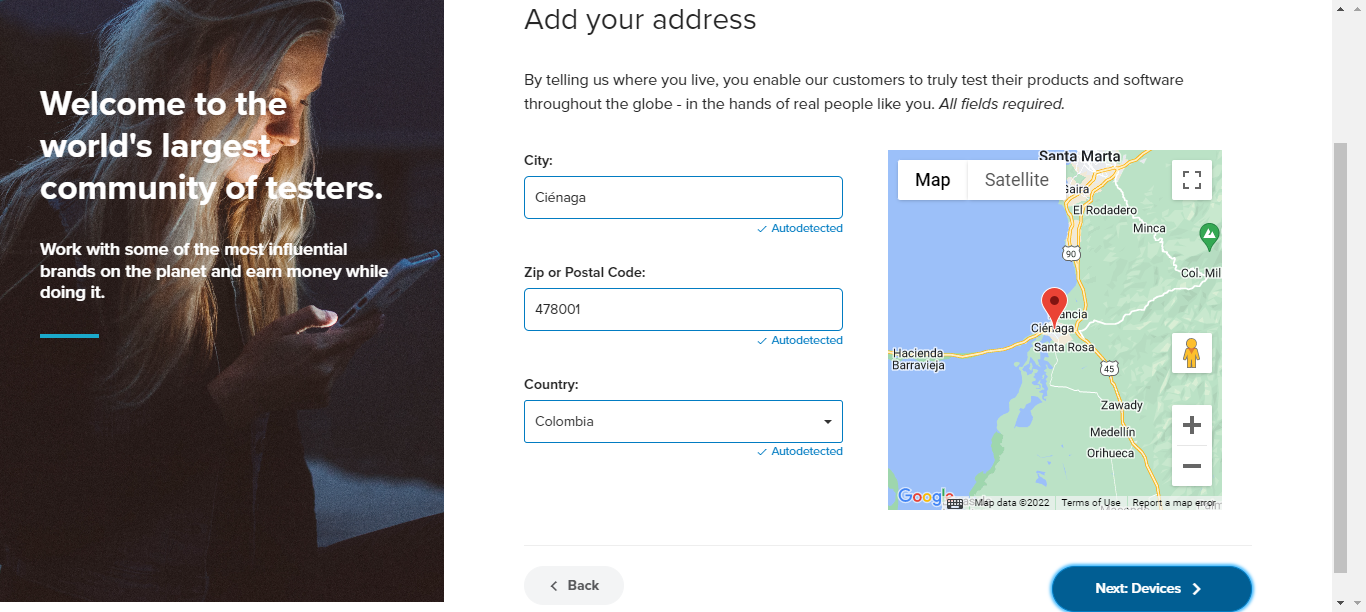 Add your address
Welcome to the
world's largest
community of testers.
Work with some of the most influential
brands on the planet and earn money while
doing it.
By telling us where you live, you enable our customers to truly test their products and software
throughout the globe - in the hands of real people like you. All fields required.
City:
Ciénaga
Autodetected
Zip or Postal Code:
478001
Autodetected
Country:
Colombia
Autodetected
Santa Marta
Map
Satellite
Gaira
El Rodadero
Minca
90
Col. Mil
Ciénaga
Santa Rosa
Hacienda
Barravieja
45
Zawady
Medellín
Orihueca
Google
Map data ©2022
Terms of Use
Report a map error
Back
Next: Devices